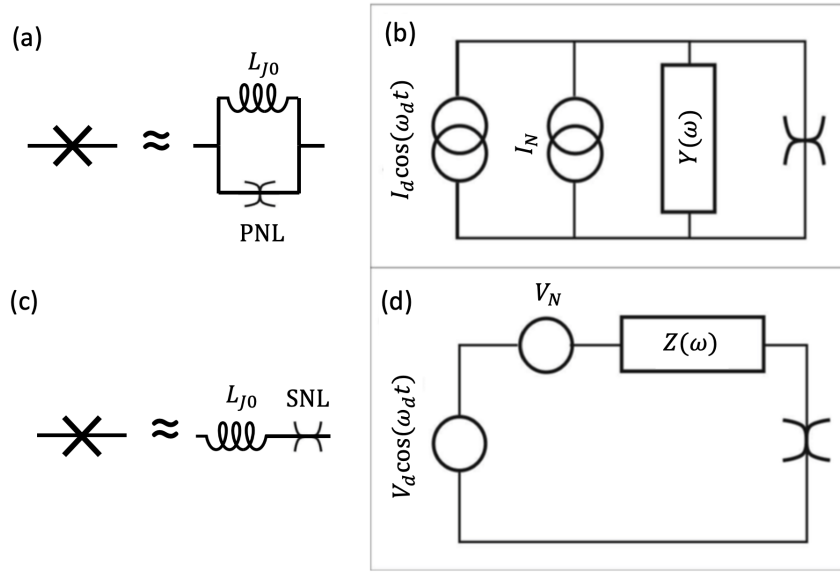 (a)
L_{J0}
≈
PNL
(b)
I_d cos(ω_d t)
I_N
Y(ω)
(c)
L_{J0}
SNL
≈
(d)
V_N
Z(ω)
V_d cos(ω_d t)